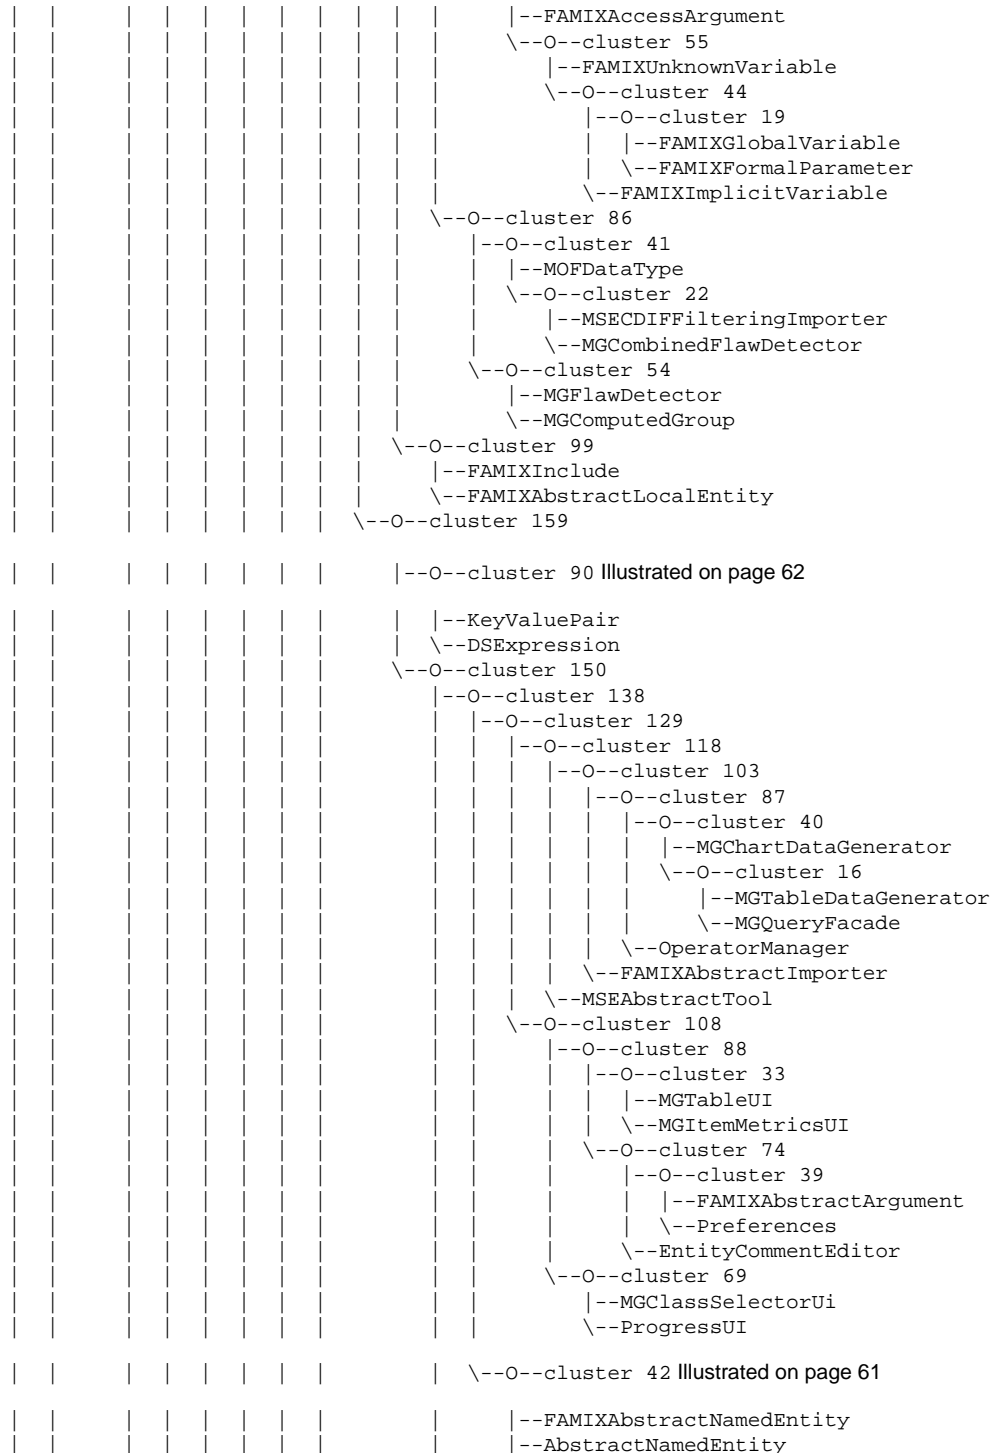 |  |     |  |  |  |  |  |  |  |  |     |--FAMIXAccessArgument
|  |     |  |  |  |  |  |  |  |  |     \--O--cluster 55
|  |     |  |  |  |  |  |  |  |  |        |--FAMIXUnknownVariable
|  |     |  |  |  |  |  |  |  |  |        \--O--cluster 44
|  |     |  |  |  |  |  |  |  |  |           |--O--cluster 19
|  |     |  |  |  |  |  |  |  |  |           |  |--FAMIXGlobalVariable
|  |     |  |  |  |  |  |  |  |  |           |  \--FAMIXFormalParameter
|  |     |  |  |  |  |  |  |  |  |           \--FAMIXImplicitVariable
|  |     |  |  |  |  |  |  |  |  \--O--cluster 86
|  |     |  |  |  |  |  |  |  |     |--O--cluster 41
|  |     |  |  |  |  |  |  |  |     |  |--MOFDataType
|  |     |  |  |  |  |  |  |  |     |  \--O--cluster 22
|  |     |  |  |  |  |  |  |  |     |     |--MSECDIFFilteringImporter
|  |     |  |  |  |  |  |  |  |     |     \--MGCombinedFlawDetector
|  |     |  |  |  |  |  |  |  |     \--O--cluster 54
|  |     |  |  |  |  |  |  |  |        |--MGFlawDetector
|  |     |  |  |  |  |  |  |  |        \--MGComputedGroup
|  |     |  |  |  |  |  |  |  \--O--cluster 99
|  |     |  |  |  |  |  |  |     |--FAMIXInclude
|  |     |  |  |  |  |  |  |     \--FAMIXAbstractLocalEntity
|  |     |  |  |  |  |  |  \--O--cluster 159
|  |     |  |  |  |  |  |     |--O--cluster 90 Illustrated on page 62
|  |     |  |  |  |  |  |     |  |--KeyValuePair
|  |     |  |  |  |  |  |     |  \--DSExpression
|  |     |  |  |  |  |  |     \--O--cluster 150
|  |     |  |  |  |  |  |        |--O--cluster 138
|  |     |  |  |  |  |  |        |  |--O--cluster 129
|  |     |  |  |  |  |  |        |  |  |--O--cluster 118
|  |     |  |  |  |  |  |        |  |  |  |--O--cluster 103
|  |     |  |  |  |  |  |        |  |  |  |  |--O--cluster 87
|  |     |  |  |  |  |  |        |  |  |  |  |  |--O--cluster 40
|  |     |  |  |  |  |  |        |  |  |  |  |  |  |--MGChartDataGenerator
|  |     |  |  |  |  |  |        |  |  |  |  |  |  \--O--cluster 16
|  |     |  |  |  |  |  |        |  |  |  |  |  |     |--MGTableDataGenerator
|  |     |  |  |  |  |  |        |  |  |  |  |  |     \--MGQueryFacade
|  |     |  |  |  |  |  |        |  |  |  |  |  \--OperatorManager
|  |     |  |  |  |  |  |        |  |  |  |  \--FAMIXAbstractImporter
|  |     |  |  |  |  |  |        |  |  |  \--MSEAbstractTool
|  |     |  |  |  |  |  |        |  |  \--O--cluster 108
|  |     |  |  |  |  |  |        |  |     |--O--cluster 88
|  |     |  |  |  |  |  |        |  |     |  |--O--cluster 33
|  |     |  |  |  |  |  |        |  |     |  |  |--MGTableUI
|  |     |  |  |  |  |  |        |  |     |  |  \--MGItemMetricsUI
|  |     |  |  |  |  |  |        |  |     |  \--O--cluster 74
|  |     |  |  |  |  |  |        |  |     |     |--O--cluster 39
|  |     |  |  |  |  |  |        |  |     |     |  |--FAMIXAbstractArgument
|  |     |  |  |  |  |  |        |  |     |     |  \--Preferences
|  |     |  |  |  |  |  |        |  |     |     \--EntityCommentEditor
|  |     |  |  |  |  |  |        |  |     \--O--cluster 69
|  |     |  |  |  |  |  |        |  |        |--MGClassSelectorUi
|  |     |  |  |  |  |  |        |  |        \--ProgressUI
|  |     |  |  |  |  |  |        |  \--O--cluster 42 Illustrated on page 61
|  |     |  |  |  |  |  |        |     |--FAMIXAbstractNamedEntity
|  |     |  |  |  |  |  |        |     |--AbstractNamedEntity